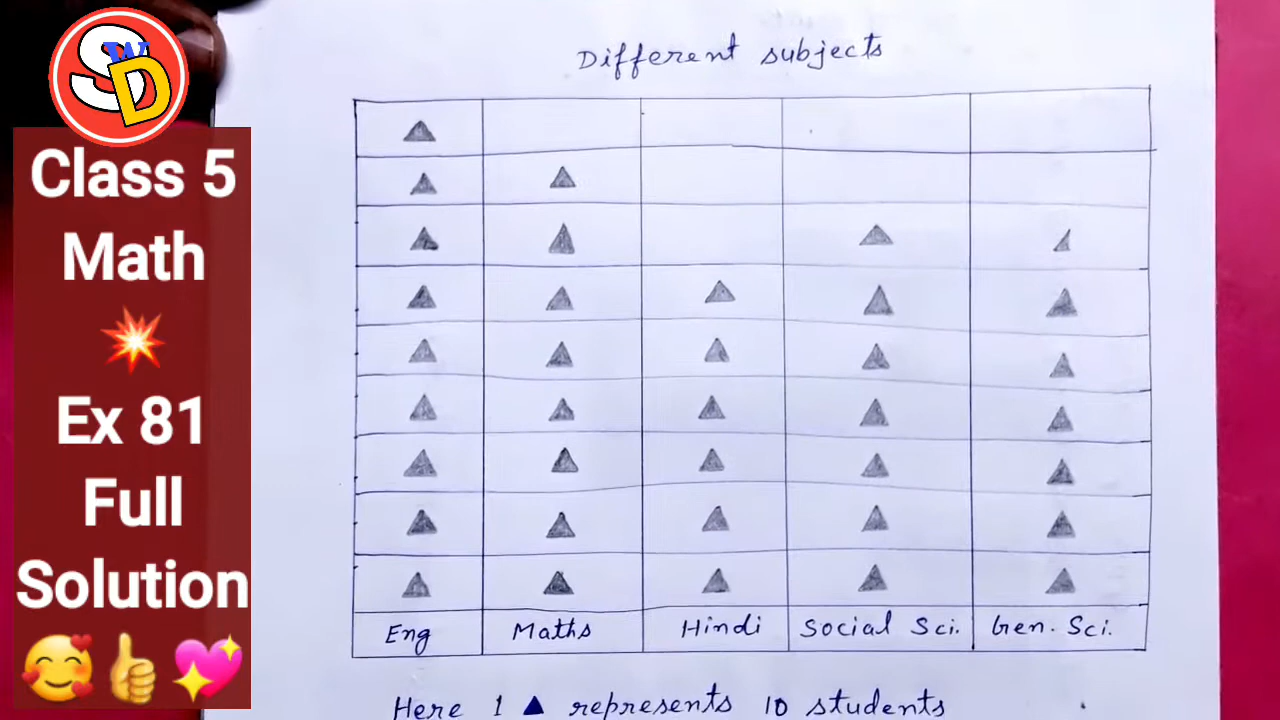 SWD
Class 5
Math
Ex 81
Full
Solution
Different subjects
Eng Maths Hindi Social Sci. Gen. Sci.
Here 1 ▲ represents 10 students